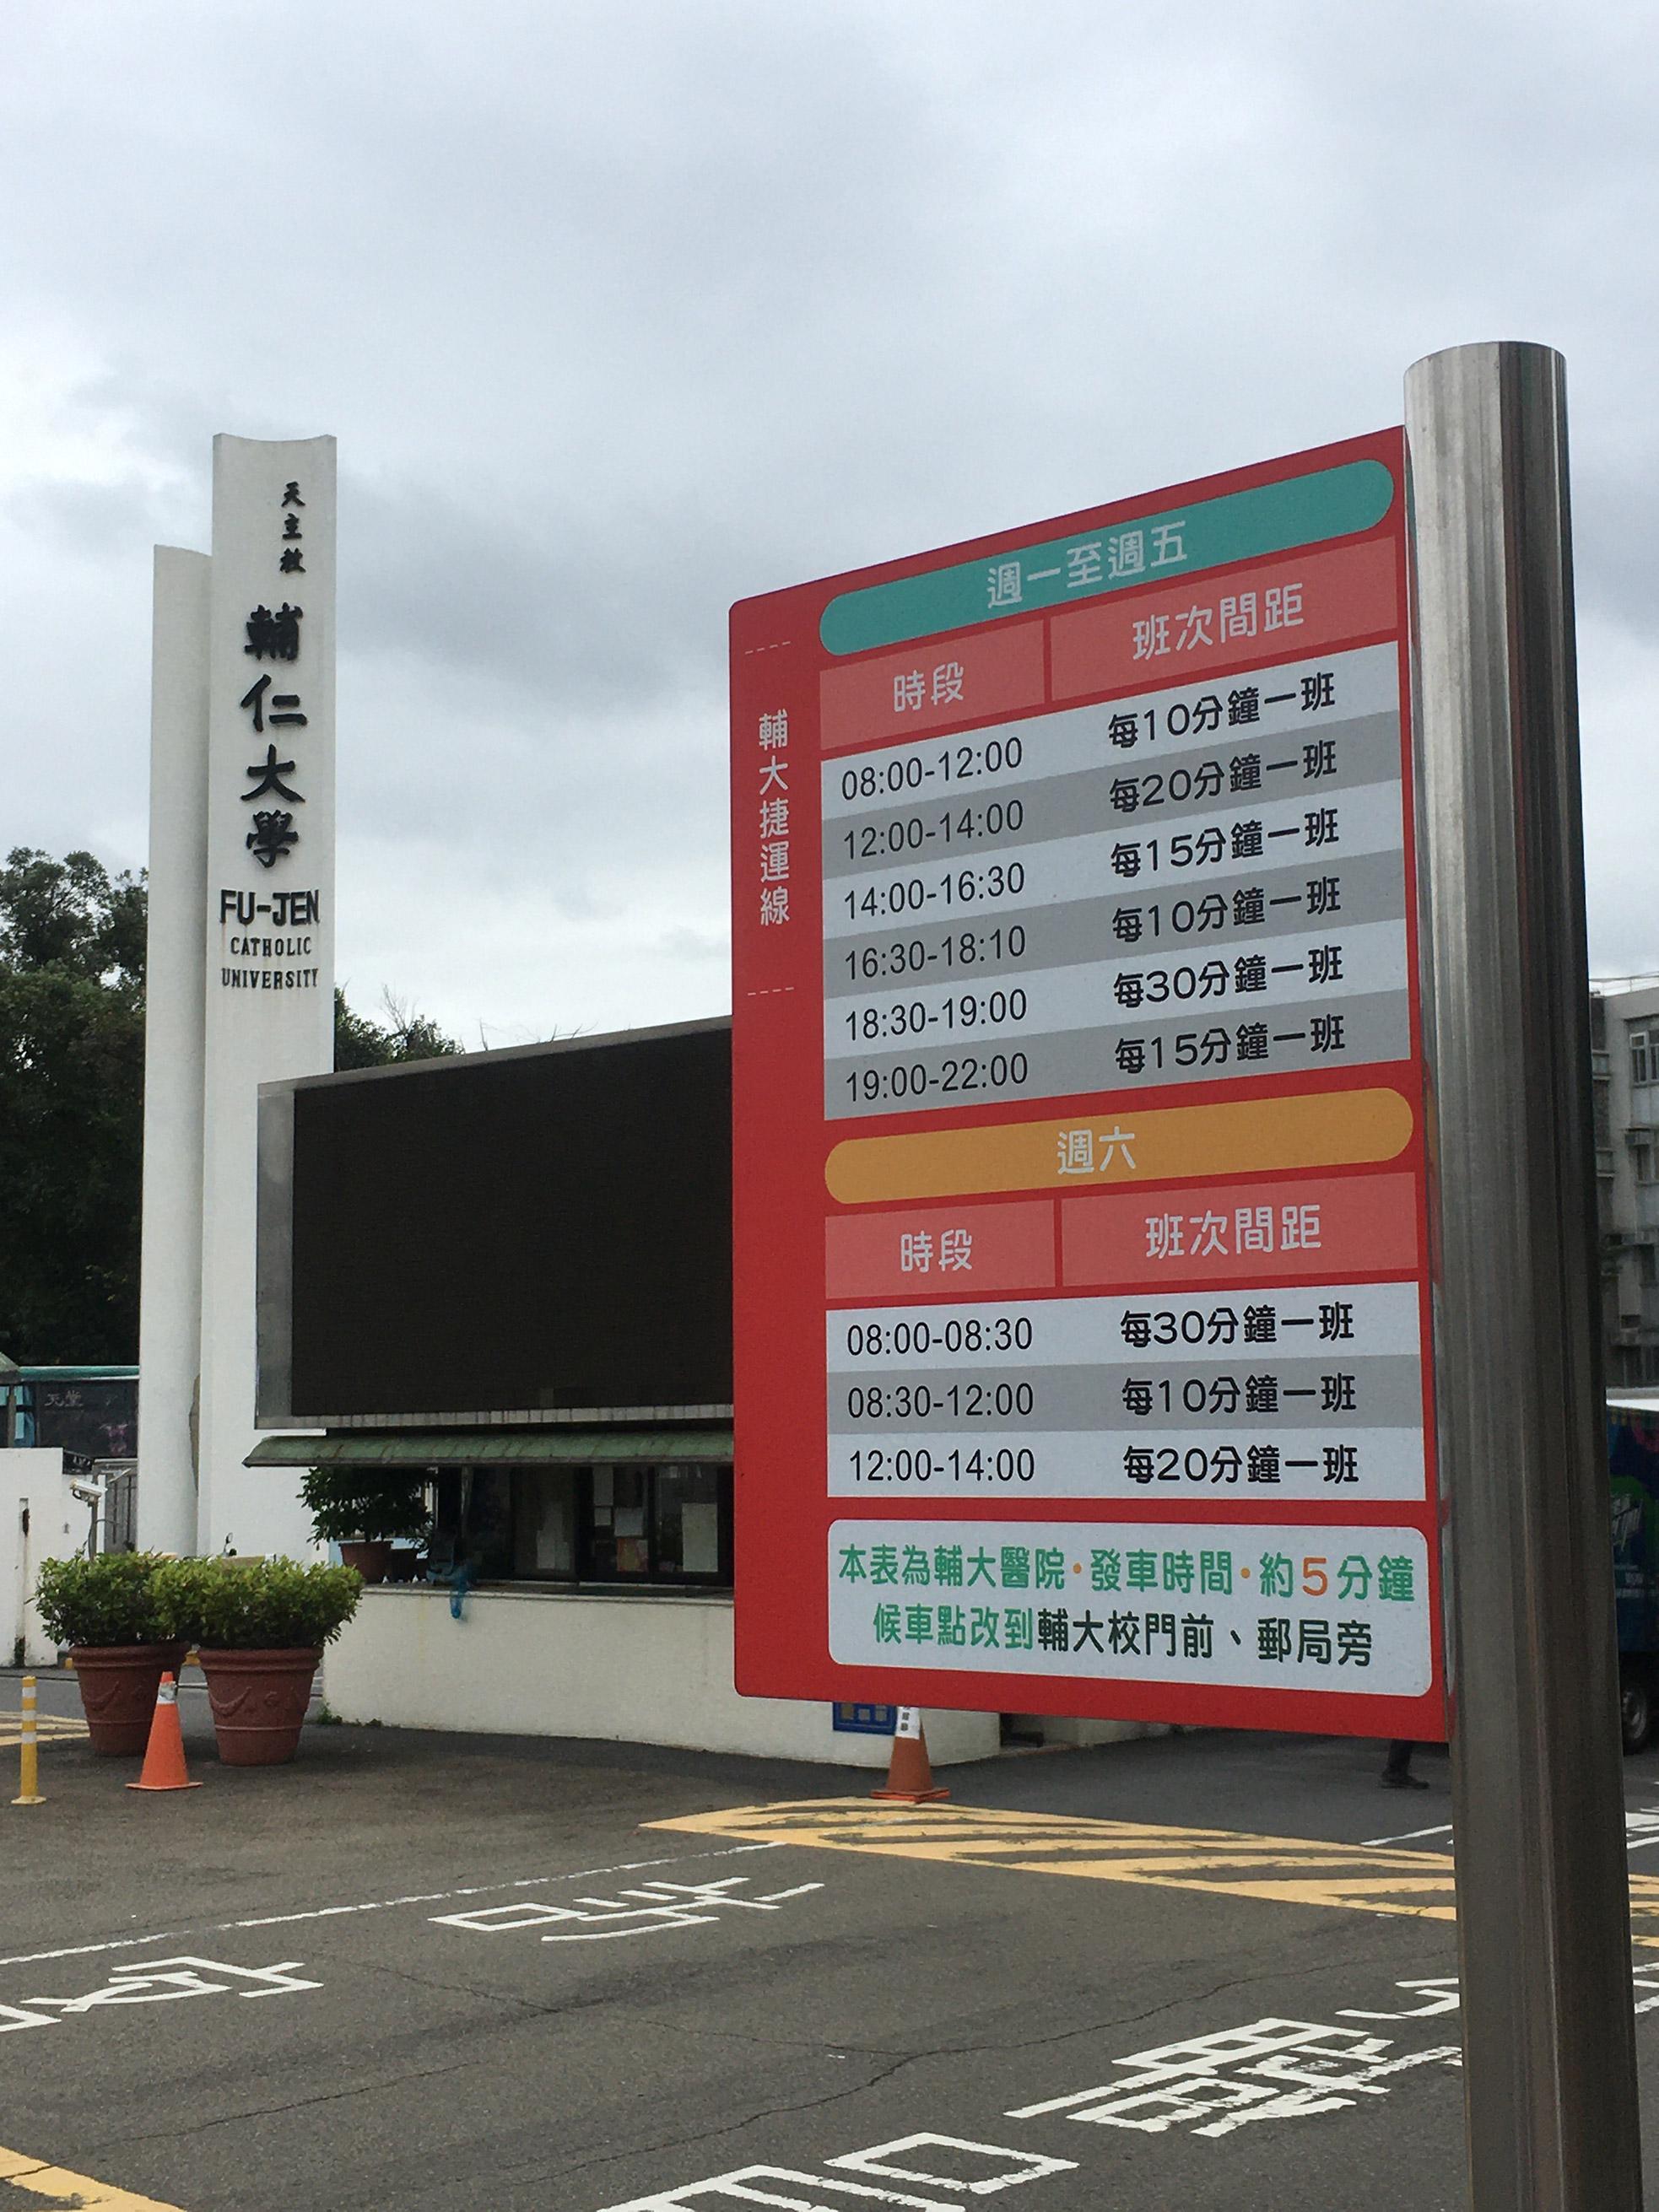 天主教
輔仁大學
FU-JEN
CATHOLIC
UNIVERSITY
輔大捷運線
週一至週五
時段 班次間距
08:00-12:00 每10分鐘一班
12:00-14:00 每20分鐘一班
14:00-16:30 每15分鐘一班
16:30-18:10 每10分鐘一班
18:30-19:00 每30分鐘一班
19:00-22:00 每15分鐘一班
週六
時段 班次間距
08:00-08:30 每30分鐘一班
08:30-12:00 每10分鐘一班
12:00-14:00 每20分鐘一班
本表為輔大醫院·發車時間·約5分鐘
候車點改到輔大校門前、郵局旁
天堂